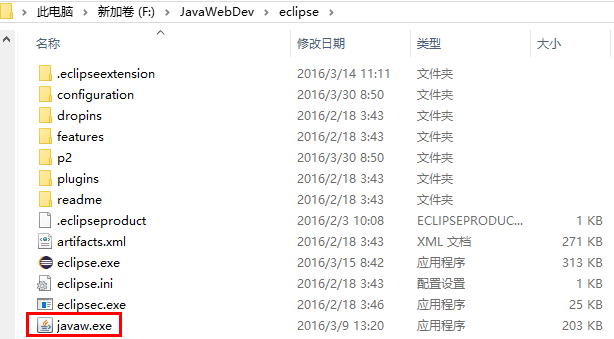 此电脑 > 新加卷 (F:) > JavaWebDev > eclipse >
名称 修改日期 类型 大小
.eclipseextension 2016/3/14 11:11 文件夹
configuration 2016/3/30 8:50 文件夹
dropins 2016/2/18 3:43 文件夹
features 2016/2/18 3:43 文件夹
p2 2016/3/30 8:50 文件夹
plugins 2016/2/18 3:43 文件夹
readme 2016/2/18 3:43 文件夹
.eclipseproduct 2016/2/3 10:08 ECLIPSEPRODUC... 1 KB
artifacts.xml 2016/2/18 3:43 XML 文档 271 KB
eclipse.exe 2016/3/15 8:42 应用程序 313 KB
eclipse.ini 2016/2/18 3:43 配置设置 1 KB
eclipsec.exe 2016/2/18 3:46 应用程序 25 KB
javaw.exe 2016/3/9 13:20 应用程序 203 KB